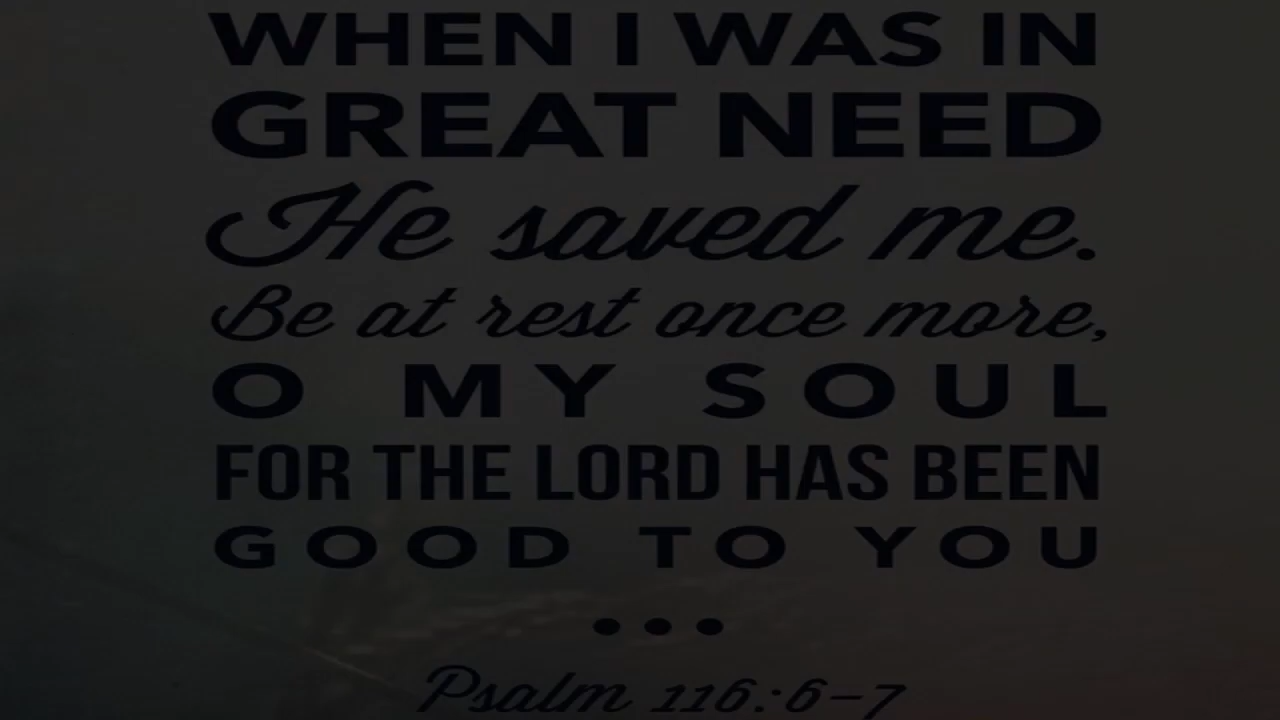 WHEN I WAS IN
GREAT NEED
He saved me.
Be at rest once more,
O MY SOUL
FOR THE LORD HAS BEEN
GOOD TO YOU
•••
Psalm 116:6-7